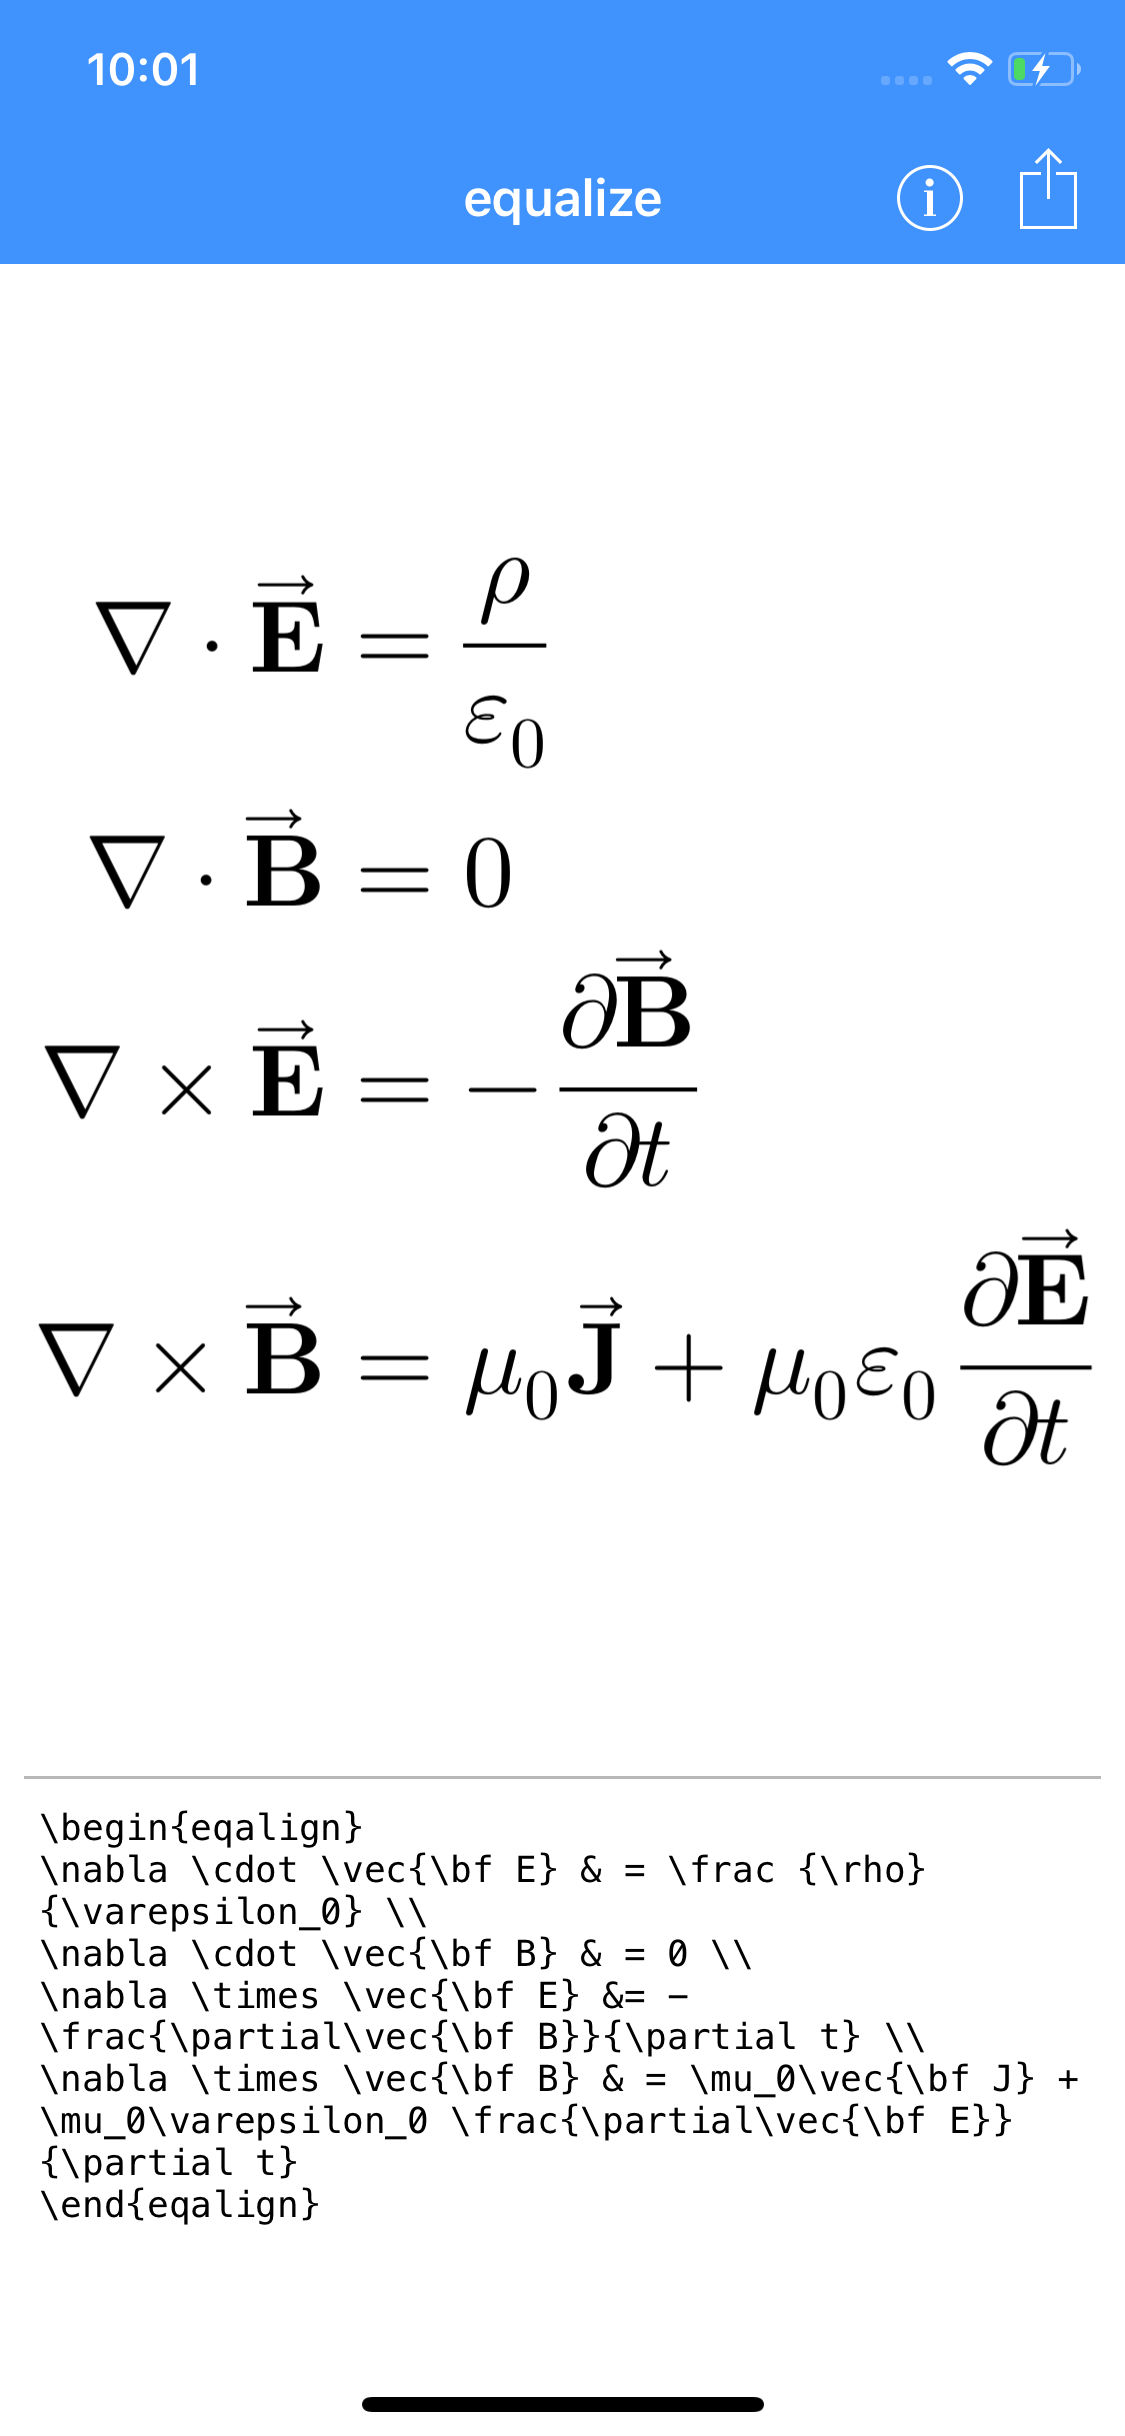 10:01
equalize
i
∇ · E⃗ = ρ/ε₀
∇ · B⃗ = 0
∇ × E⃗ = − ∂B⃗/∂t
∇ × B⃗ = μ₀J⃗ + μ₀ε₀ ∂E⃗/∂t
\begin{eqalign}
\nabla \cdot \vec{\bf E} & = \frac {\rho}
{\varepsilon_0} \\
\nabla \cdot \vec{\bf B} & = 0 \\
\nabla \times \vec{\bf E} &= −
\frac{\partial\vec{\bf B}}{\partial t} \\
\nabla \times \vec{\bf B} & = \mu_0\vec{\bf J} +
\mu_0\varepsilon_0 \frac{\partial\vec{\bf E}}
{\partial t}
\end{eqalign}